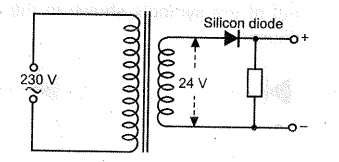 Silicon diode
+
230 V
~
24 V
−